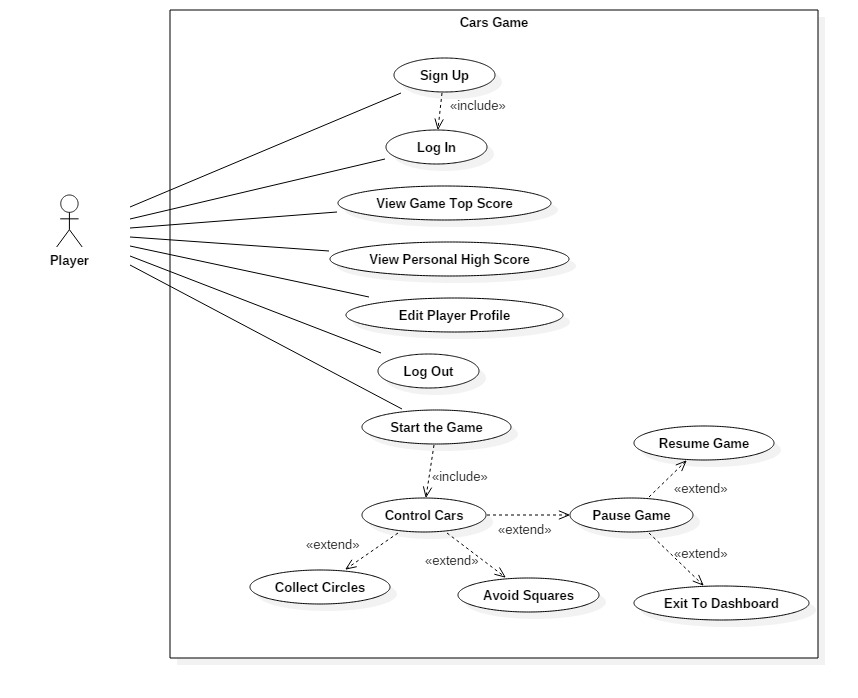 Cars Game
Sign Up
«include»
Log In
View Game Top Score
View Personal High Score
Player
Edit Player Profile
Log Out
Start the Game
Resume Game
«include»
«extend»
Control Cars
Pause Game
«extend»
«extend»
«extend»
«extend»
Collect Circles
Avoid Squares
Exit To Dashboard